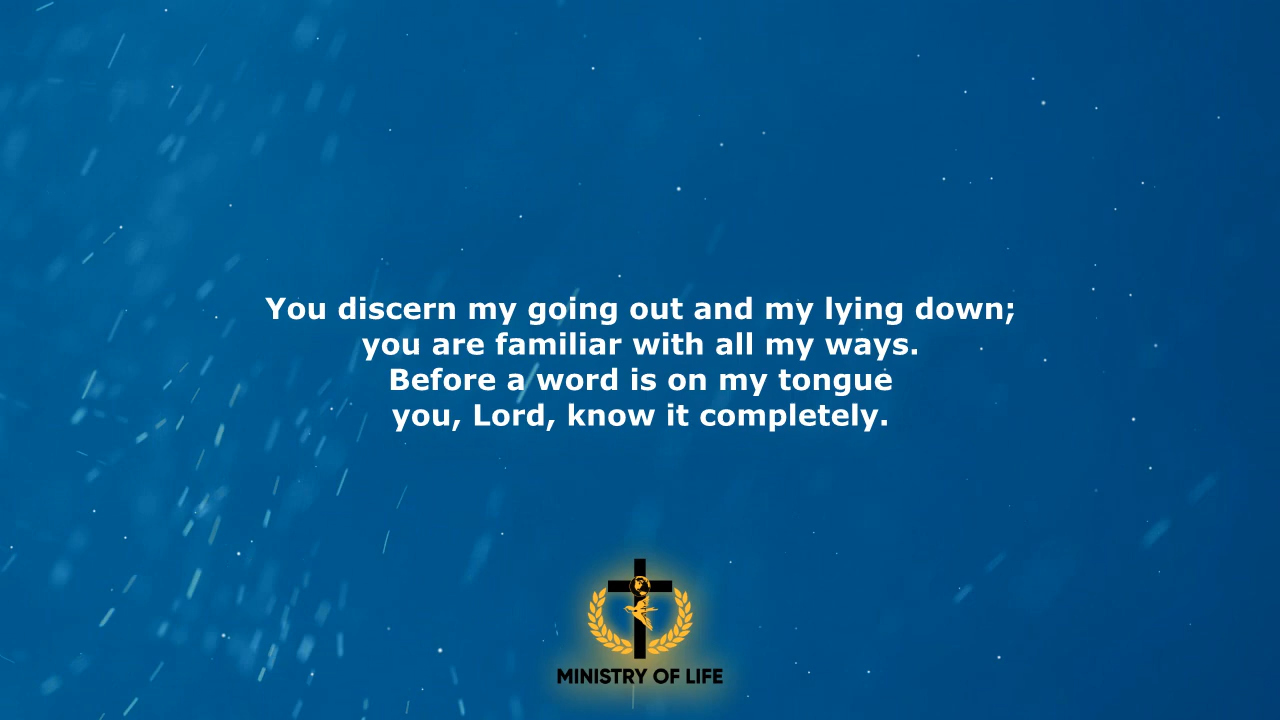 You discern my going out and my lying down;
you are familiar with all my ways.
Before a word is on my tongue
you, Lord, know it completely.
MINISTRY OF LIFE